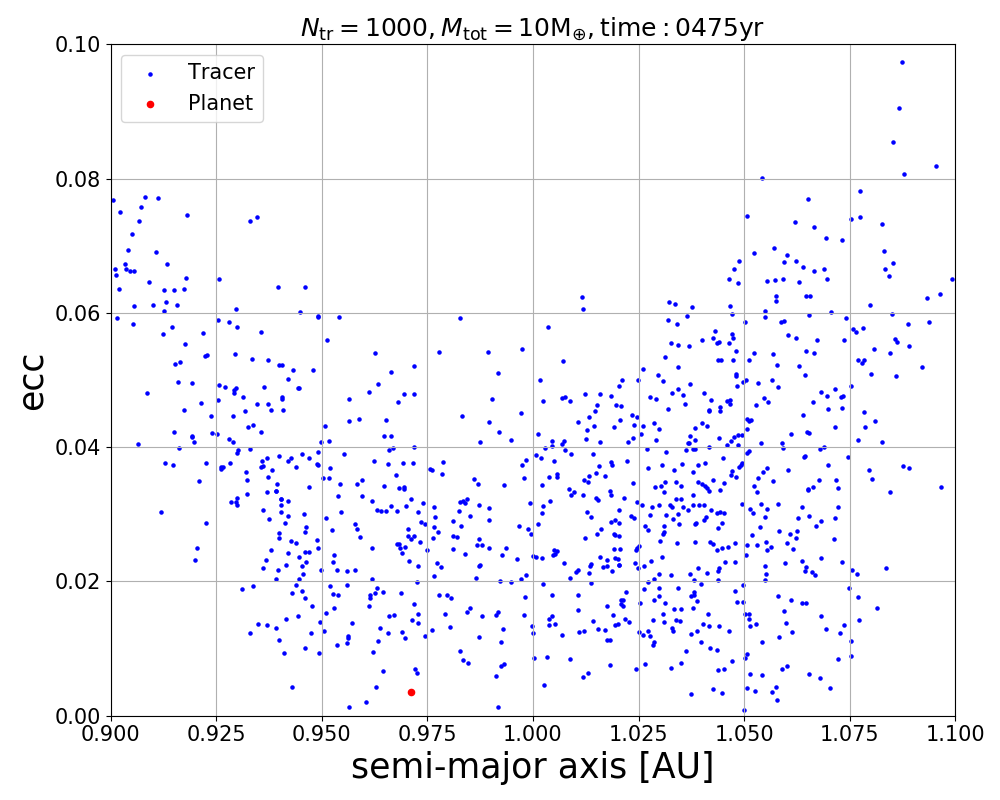 N_tr = 1000, M_tot = 10M_⊕, time : 0475yr
Tracer
Planet
0.10
0.08
0.06
0.04
0.02
0.00
ecc
0.900 0.925 0.950 0.975 1.000 1.025 1.050 1.075 1.100
semi-major axis [AU]